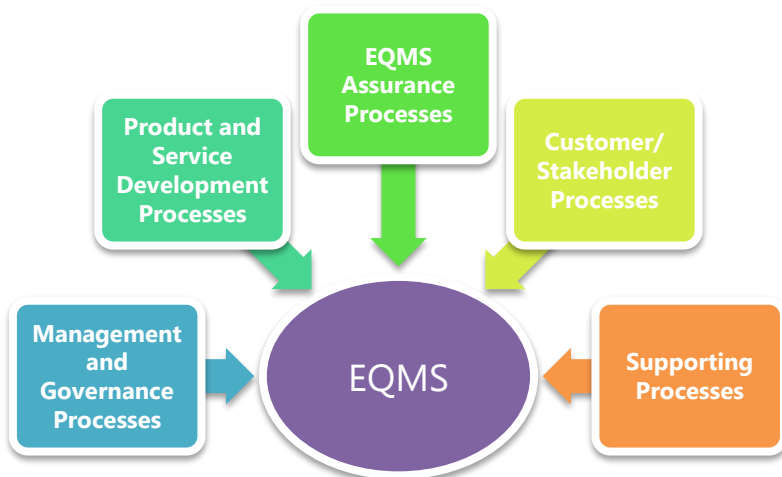 EQMS
Assurance
Processes
Product and
Service
Development
Processes
Customer/
Stakeholder
Processes
Management
and
Governance
Processes
EQMS
Supporting
Processes